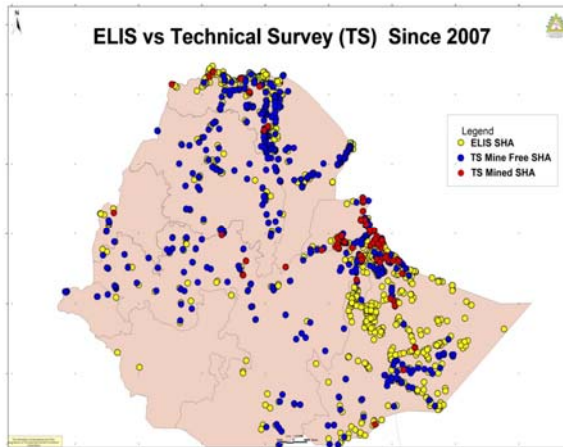 ELIS vs Technical Survey (TS) Since 2007
Legend
ELIS SHA
TS Mine Free SHA
TS Mined SHA